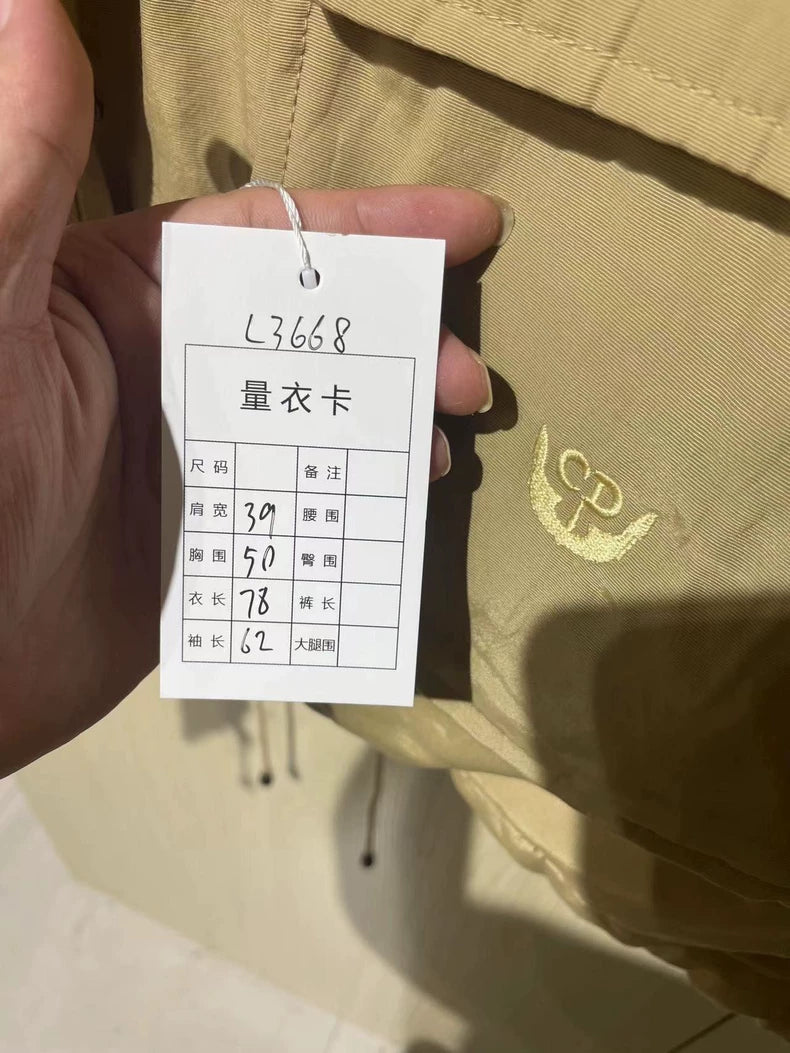 L3668
量衣卡
尺码 备注
肩宽 39 腰围
胸围 50 臀围
衣长 78 裤长
袖长 62 大腿围
CPD